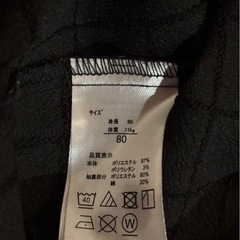 サイズ
身長 80
体重 11kg
80
品質表示
本体 ポリエステル 97%
ポリウレタン 3%
袖裏部分 ポリエステル 80%
綿 20%
40